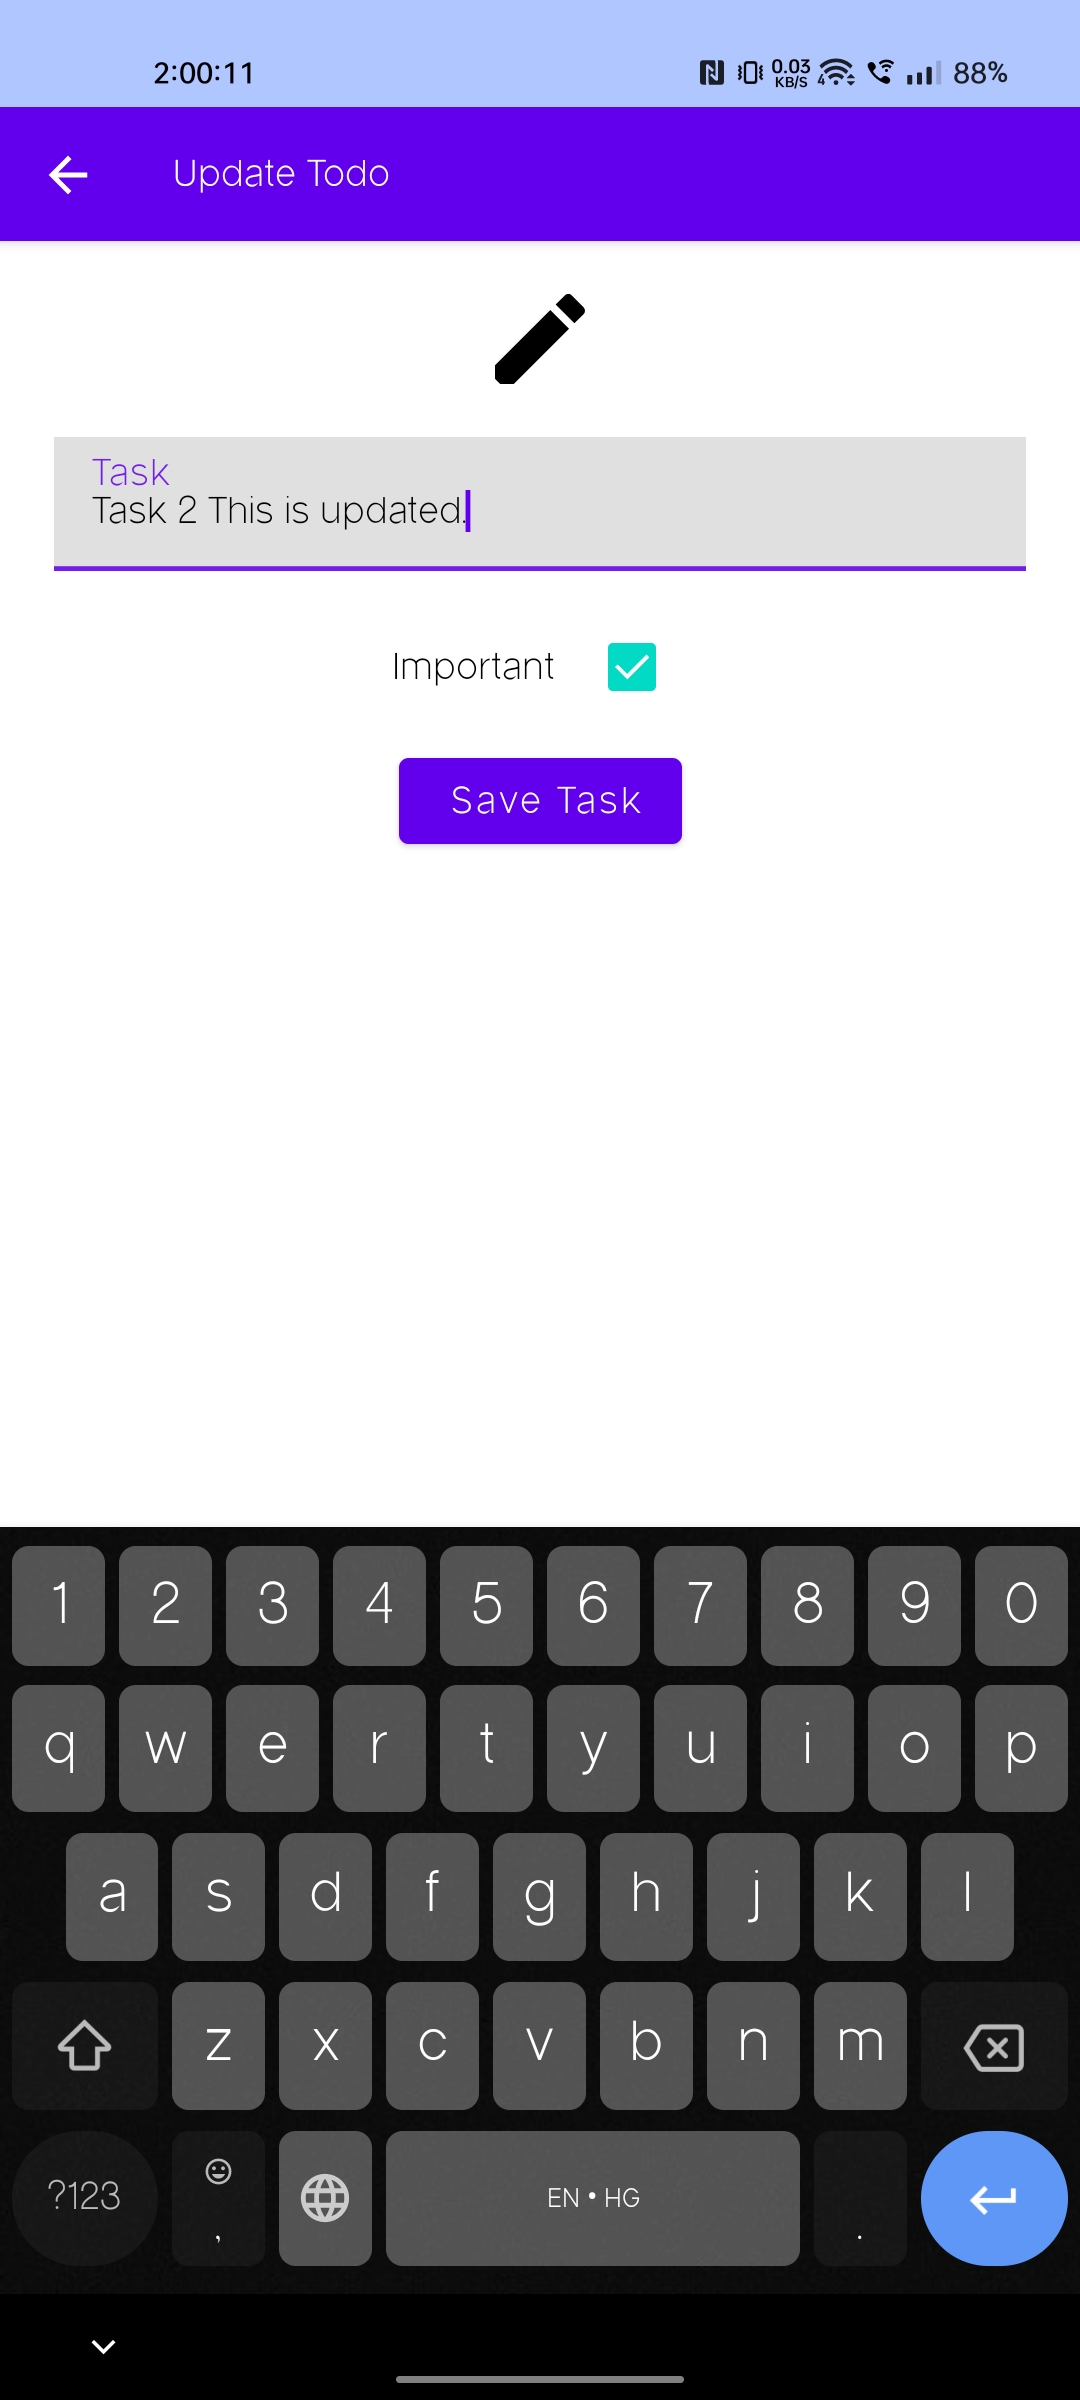 2:00:11 0.03 KB/S 4 88%
Update Todo
Task
Task 2 This is updated.
Important
Save Task
1 2 3 4 5 6 7 8 9 0
q w e r t y u i o p
a s d f g h j k l
z x c v b n m
?123 , EN • HG .